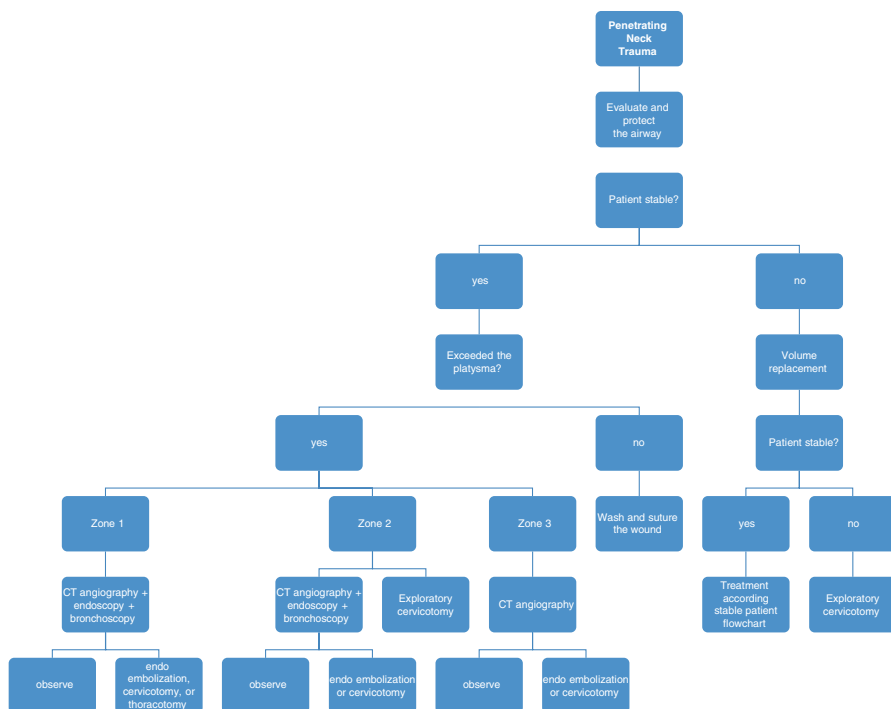 Penetrating
Neck
Trauma
Evaluate and
protect
the airway
Patient stable?
yes
no
Exceeded the
platysma?
Volume
replacement
yes
no
Patient stable?
Zone 1
Zone 2
Zone 3
Wash and suture
the wound
yes
no
CT angiography +
endoscopy +
bronchoscopy
CT angiography +
endoscopy +
bronchoscopy
Exploratory
cervicotomy
CT angiography
Treatment
according
stable patient
flowchart
Exploratory
cervicotomy
observe
endo
embolization,
cervicotomy, or
thoracotomy
observe
endo embolization
or cervicotomy
observe
endo embolization
or cervicotomy